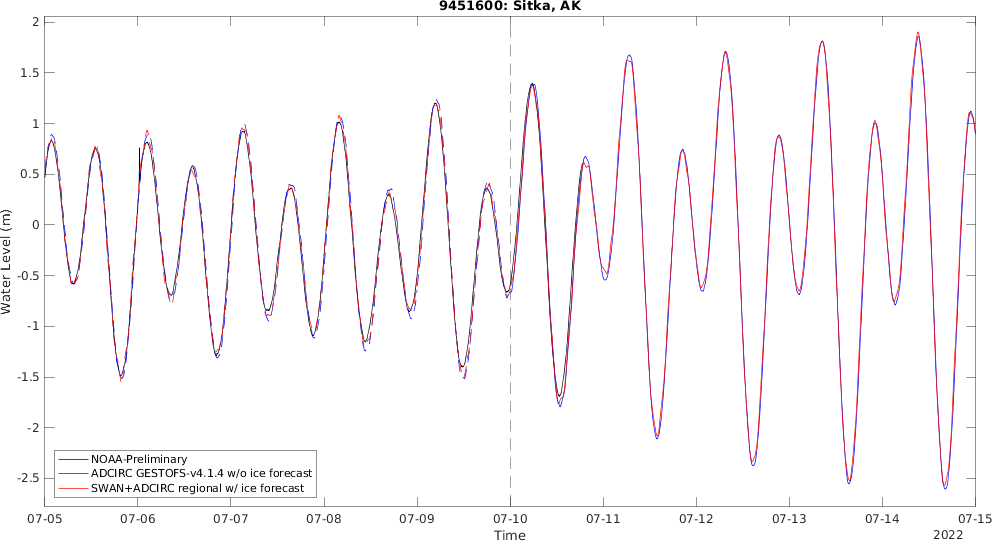 9451600: Sitka, AK
2
1.5
1
0.5
0
-0.5
-1
-1.5
-2
-2.5
Water Level (m)
NOAA-Preliminary
ADCIRC GESTOFS-v4.1.4 w/o ice forecast
SWAN+ADCIRC regional w/ ice forecast
07-05 07-06 07-07 07-08 07-09 07-10 07-11 07-12 07-13 07-14 07-15
Time
2022